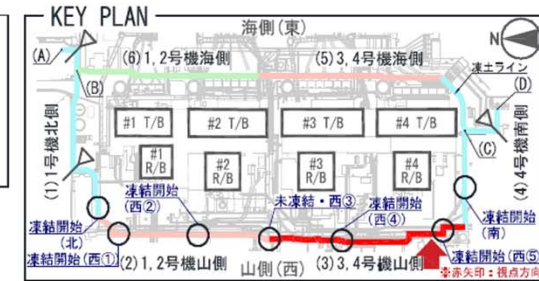 KEY PLAN
海側(東)
N
(A)
(6)1,2号機海側
(5)3,4号機海側
凍土ライン
(B)
(D)
#1 T/B
#2 T/B
#3 T/B
#4 T/B
(1)1号機北側
(C)
(4)4号機南側
#1
R/B
#2
R/B
#3
R/B
#4
R/B
凍結開始
(西②)
未凍結・西③
凍結開始
(西④)
凍結開始
(北)
凍結開始
(南)
凍結開始(西①)
(2)1,2号機山側
山側(西)
(3)3,4号機山側
凍結開始(西⑤)
※赤矢印：視点方向